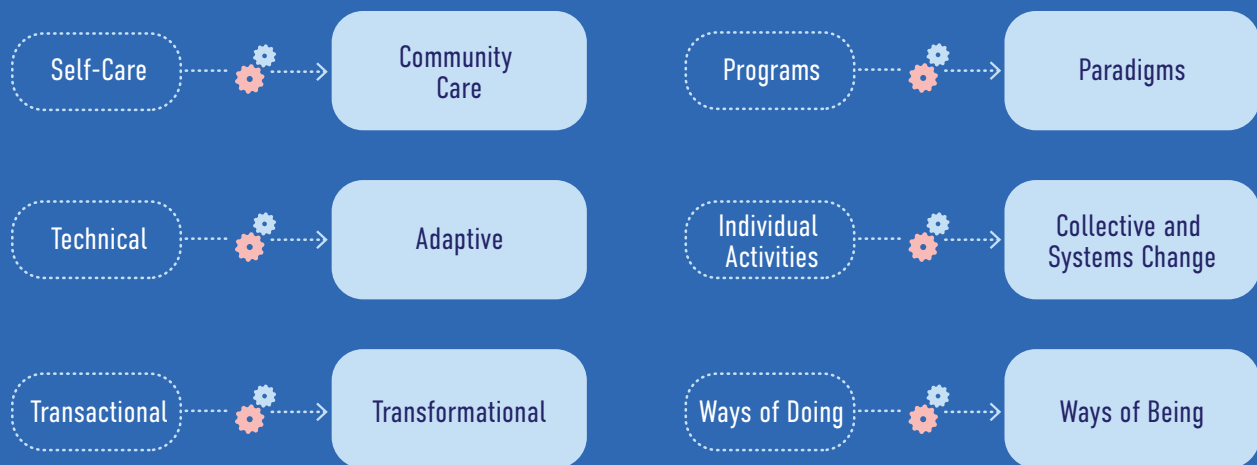 Self-Care
Community
Care
Programs
Paradigms
Technical
Adaptive
Individual
Activities
Collective and
Systems Change
Transactional
Transformational
Ways of Doing
Ways of Being